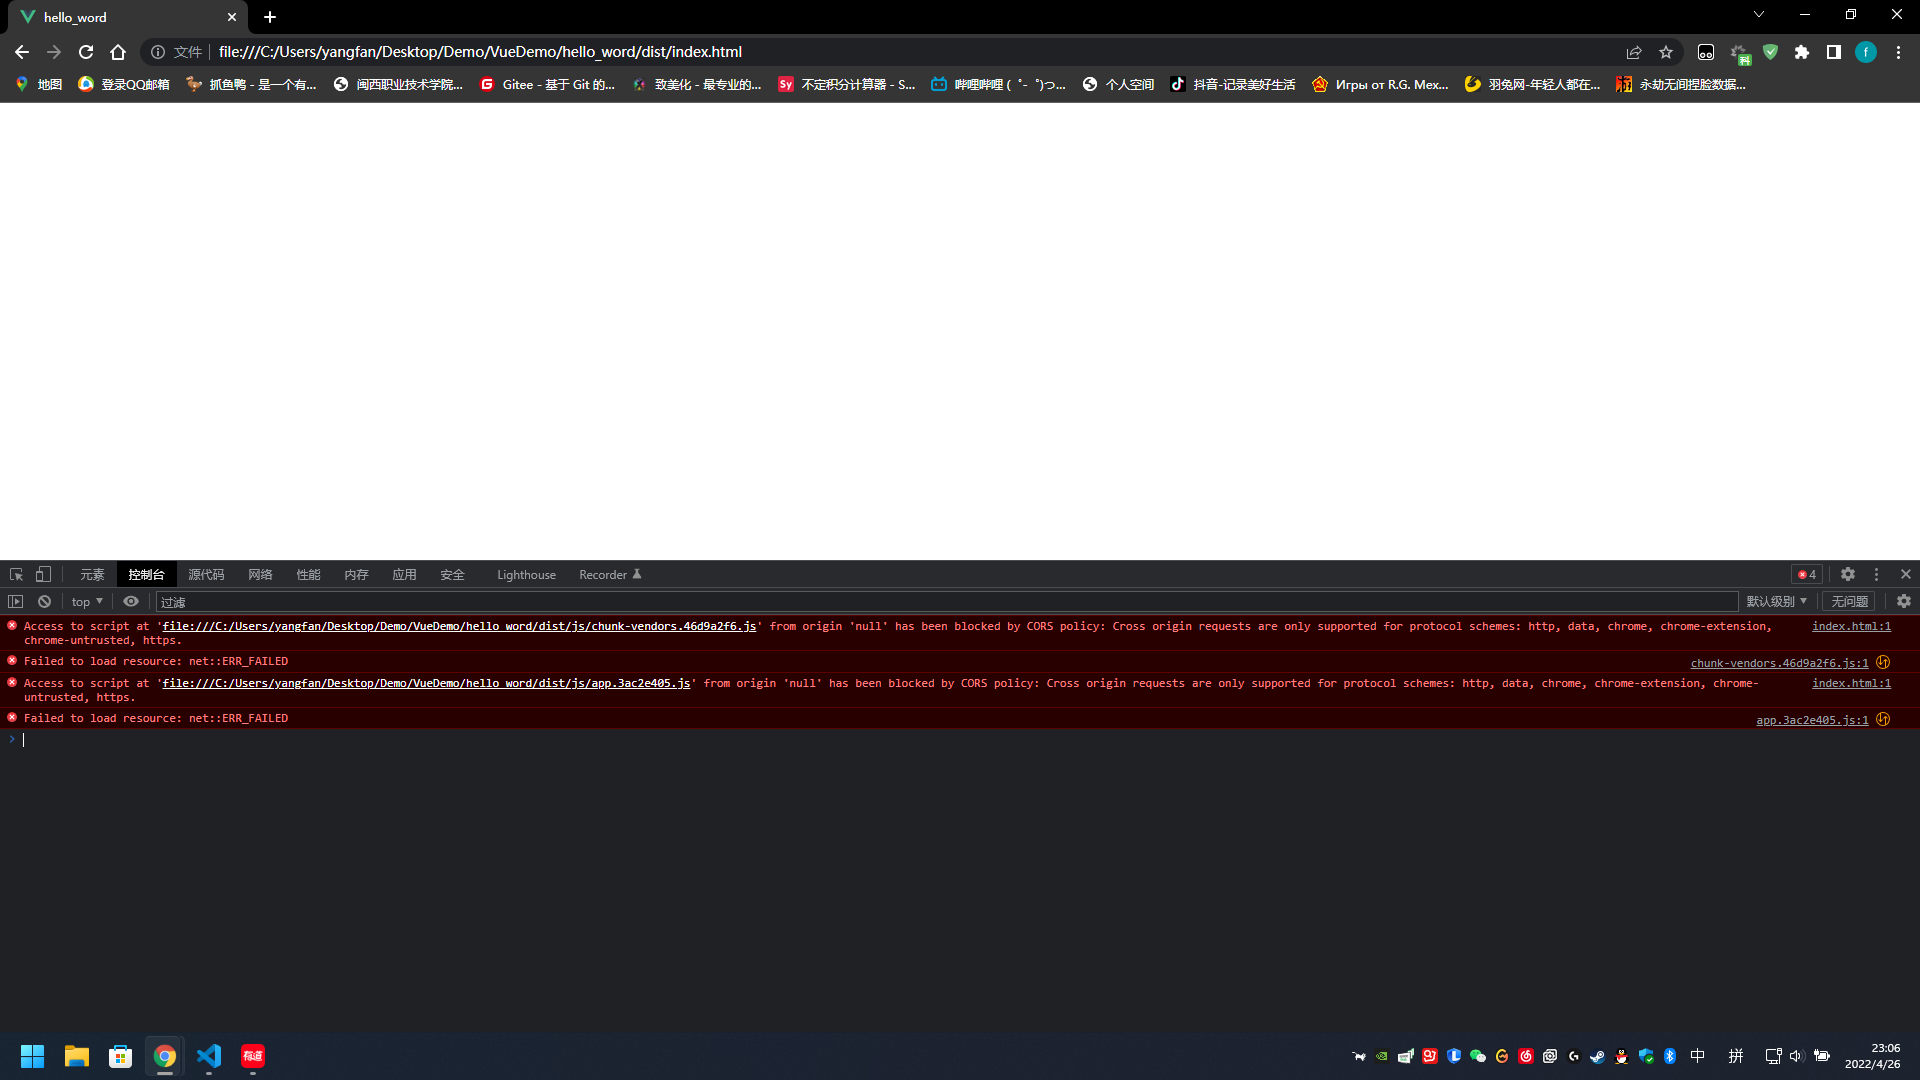 hello_word
文件 file:///C:/Users/yangfan/Desktop/Demo/VueDemo/hello_word/dist/index.html
科
f
地图 登录QQ邮箱 抓鱼鸭 - 是一个有... 闽西职业技术学院... Gitee - 基于 Git 的... 致美化 - 最专业的... Sy 不定积分计算器 - S... 哔哩哔哩 (゜-゜)つ... 个人空间 抖音-记录美好生活 Игры от R.G. Mex... 羽兔网-年轻人都在... 永劫无间捏脸数据...
元素 控制台 源代码 网络 性能 内存 应用 安全 Lighthouse Recorder 4
top 过滤 默认级别 无问题
Access to script at 'file:///C:/Users/yangfan/Desktop/Demo/VueDemo/hello word/dist/js/chunk-vendors.46d9a2f6.js' from origin 'null' has been blocked by CORS policy: Cross origin requests are only supported for protocol schemes: http, data, chrome, chrome-extension, index.html:1
chrome-untrusted, https.
Failed to load resource: net::ERR_FAILED chunk-vendors.46d9a2f6.js:1
Access to script at 'file:///C:/Users/yangfan/Desktop/Demo/VueDemo/hello word/dist/js/app.3ac2e405.js' from origin 'null' has been blocked by CORS policy: Cross origin requests are only supported for protocol schemes: http, data, chrome, chrome-extension, chrome- index.html:1
untrusted, https.
Failed to load resource: net::ERR_FAILED app.3ac2e405.js:1
有道 中 拼 23:06
2022/4/26